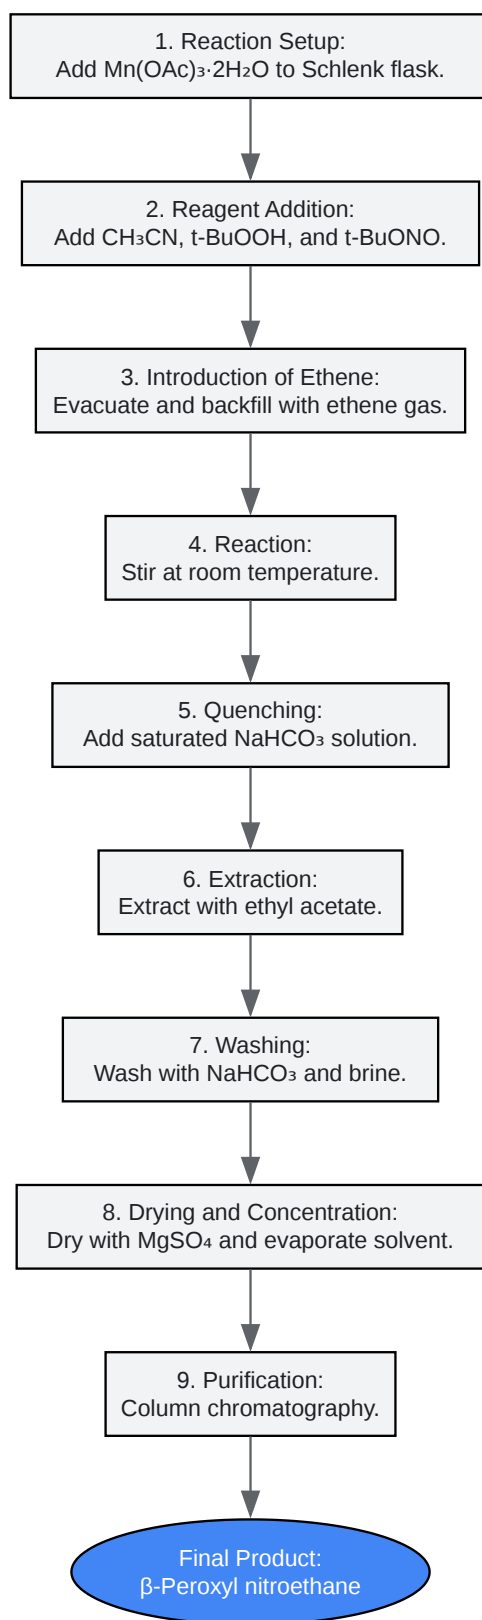 1. Reaction Setup:
Add Mn(OAc)₃·2H₂O to Schlenk flask.
2. Reagent Addition:
Add CH₃CN, t-BuOOH, and t-BuONO.
3. Introduction of Ethene:
Evacuate and backfill with ethene gas.
4. Reaction:
Stir at room temperature.
5. Quenching:
Add saturated NaHCO₃ solution.
6. Extraction:
Extract with ethyl acetate.
7. Washing:
Wash with NaHCO₃ and brine.
8. Drying and Concentration:
Dry with MgSO₄ and evaporate solvent.
9. Purification:
Column chromatography.
Final Product:
β-Peroxyl nitroethane